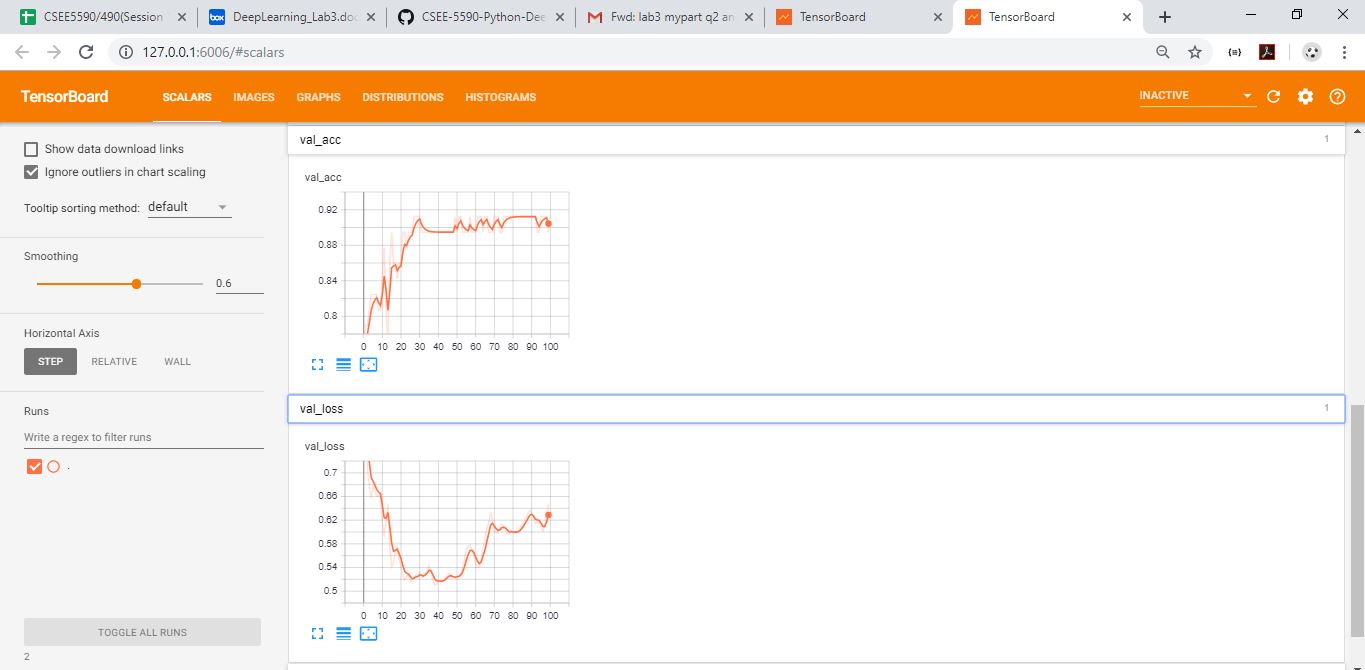 CSEE5590/490(Session
DeepLearning_Lab3.doc
CSEE-5590-Python-Dee
Fwd: lab3 mypart q2 an
TensorBoard
TensorBoard
127.0.0.1:6006/#scalars
TensorBoard
SCALARS
IMAGES
GRAPHS
DISTRIBUTIONS
HISTOGRAMS
INACTIVE
Show data download links
Ignore outliers in chart scaling
Tooltip sorting method: default
Smoothing
0.6
Horizontal Axis
STEP RELATIVE WALL
Runs
Write a regex to filter runs
.
TOGGLE ALL RUNS
2
val_acc 1
val_acc
0.92
0.88
0.84
0.8
0 10 20 30 40 50 60 70 80 90 100
val_loss 1
val_loss
0.7
0.66
0.62
0.58
0.54
0.5
0 10 20 30 40 50 60 70 80 90 100